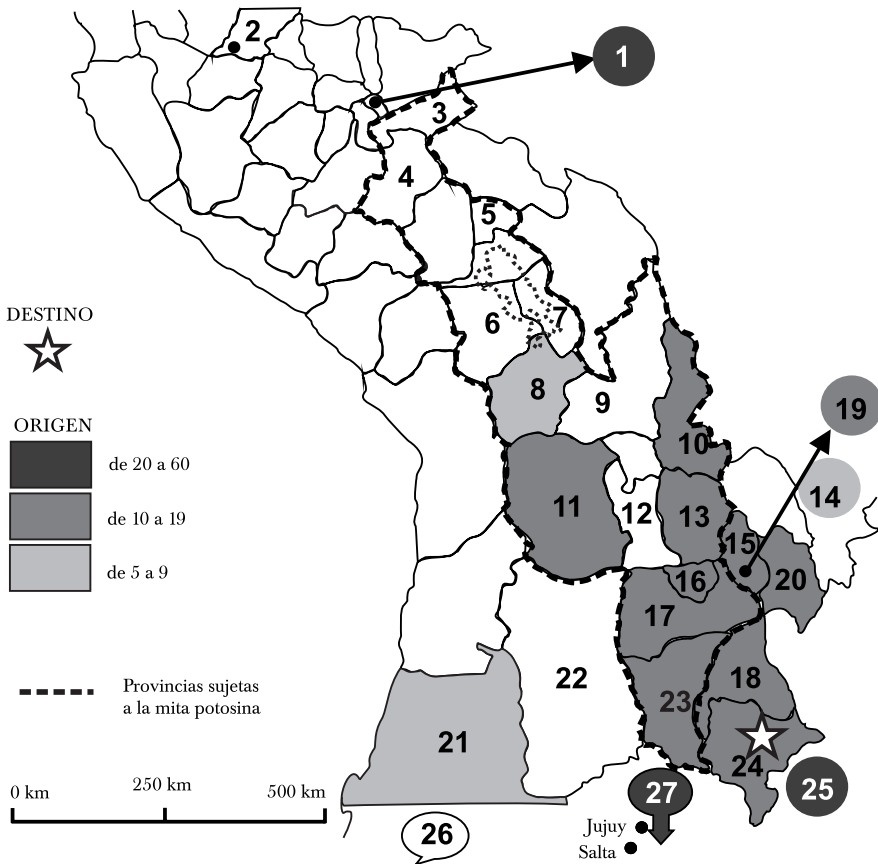 2
1
3
4
5
DESTINO
6
7
8
9
19
ORIGEN
10
de 20 a 60
14
11
12
13
de 10 a 19
15
de 5 a 9
16
20
17
22
18
Provincias sujetas
a la mita potosina
23
21
24
0 km
250 km
500 km
27
25
26
Jujuy
Salta